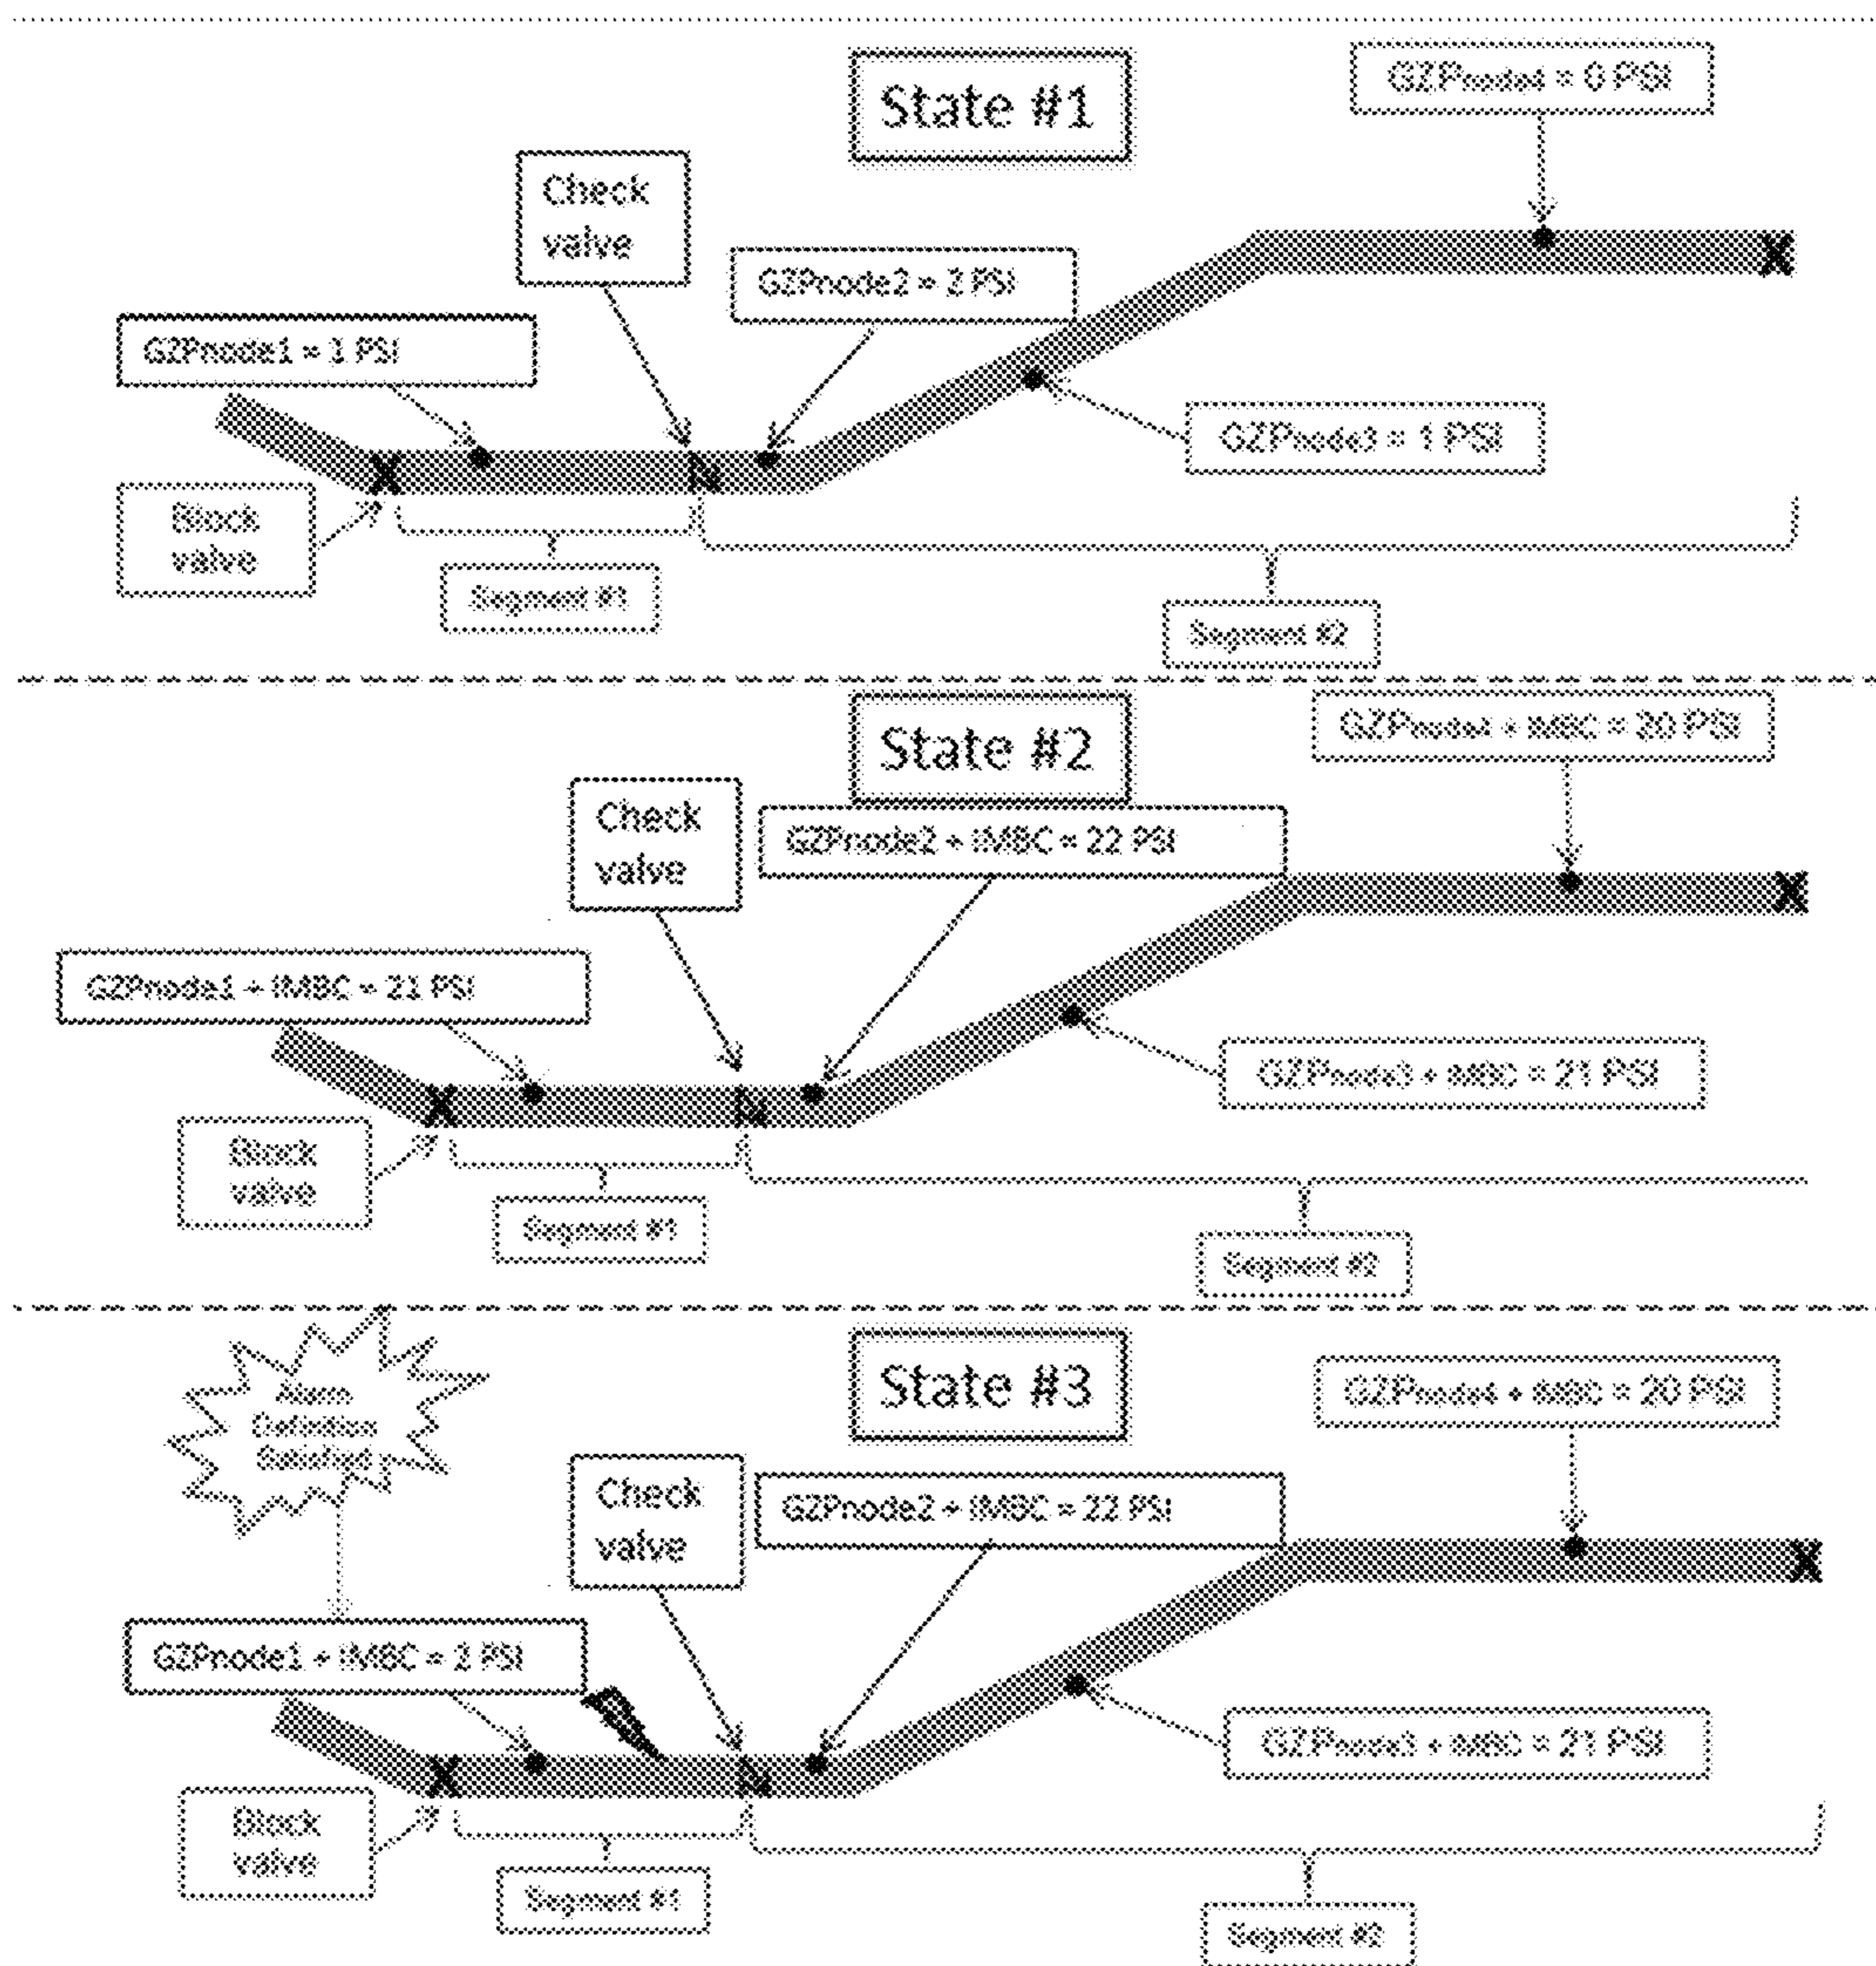 State #1
GZPnode4 = 0 PSI
Check
valve
GZPnode2 = 2 PSI
GZPnode1 = 1 PSI
GZPnode3 = 1 PSI
Block
valve
Segment #1
Segment #2
State #2
GZPnode4 + IMBC = 20 PSI
Check
valve
GZPnode2 + IMBC = 22 PSI
GZPnode1 + IMBC = 21 PSI
GZPnode3 + IMBC = 21 PSI
Block
valve
Segment #1
Segment #2
State #3
Alarm
Definition
Satisfied
GZPnode4 + IMBC = 20 PSI
Check
valve
GZPnode2 + IMBC = 22 PSI
GZPnode1 + IMBC = 2 PSI
GZPnode3 + IMBC = 21 PSI
Block
valve
Segment #1
Segment #2